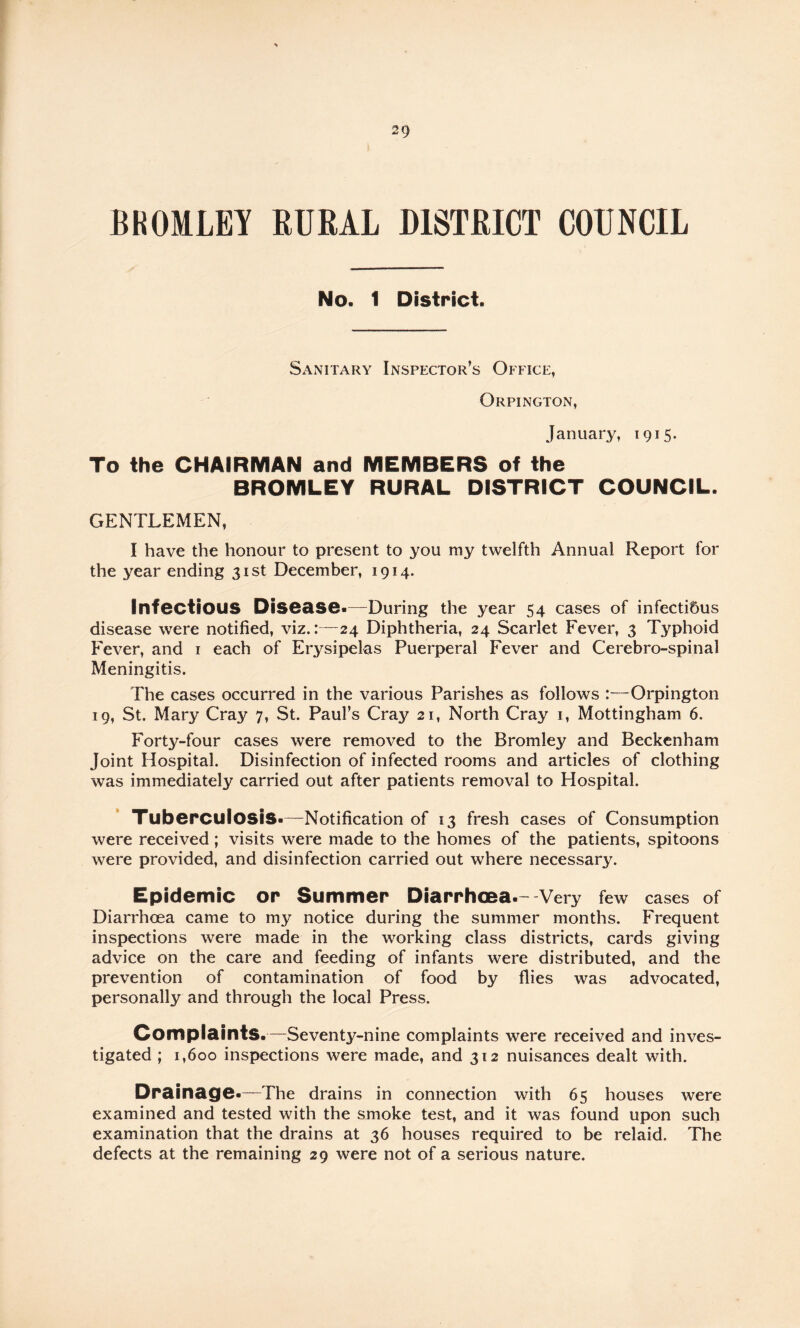 29
BROMLEY RURAL DISTRICT COUNCIL
No. 1 District.
Sanitary Inspector's Office,
Orpington,
January, 1915.
To the CHAIRMAN and MEMBERS of the
BROMLEY RURAL DISTRICT COUNCIL.
GENTLEMEN,
I have the honour to present to you my twelfth Annual Report for
the year ending 31st December, 1914.
Infectious Disease.—During the year 54 cases of infectious
disease were notified, viz.:—24 Diphtheria, 24 Scarlet Fever, 3 Typhoid
Fever, and 1 each of Erysipelas Puerperal Fever and Cerebro-spinal
Meningitis.
The cases occurred in the various Parishes as follows :—Orpington
19, St. Mary Cray 7, St. Paul's Cray 21, North Cray 1, Mottingham 6.
Forty-four cases were removed to the Bromley and Beckenham
Joint Hospital. Disinfection of infected rooms and articles of clothing
was immediately carried out after patients removal to Hospital.
Tuberculosis.—Notification of 13 fresh cases of Consumption
were received ; visits were made to the homes of the patients, spitoons
were provided, and disinfection carried out where necessary.
Epidemic or Summer Diarrhœa.--Very few cases of
Diarrhœa came to my notice during the summer months. Frequent
inspections were made in the working class districts, cards giving
advice on the care and feeding of infants were distributed, and the
prevention of contamination of food by flies was advocated,
personally and through the local Press.
Complaints.—Seventy-nine complaints were received and inves-
tigated ; 1,600 inspections were made, and 312 nuisances dealt with.
Drainage.—The drains in connection with 65 houses were
examined and tested with the smoke test, and it was found upon such
examination that the drains at 36 houses required to be relaid. The
defects at the remaining 29 were not of a serious nature.